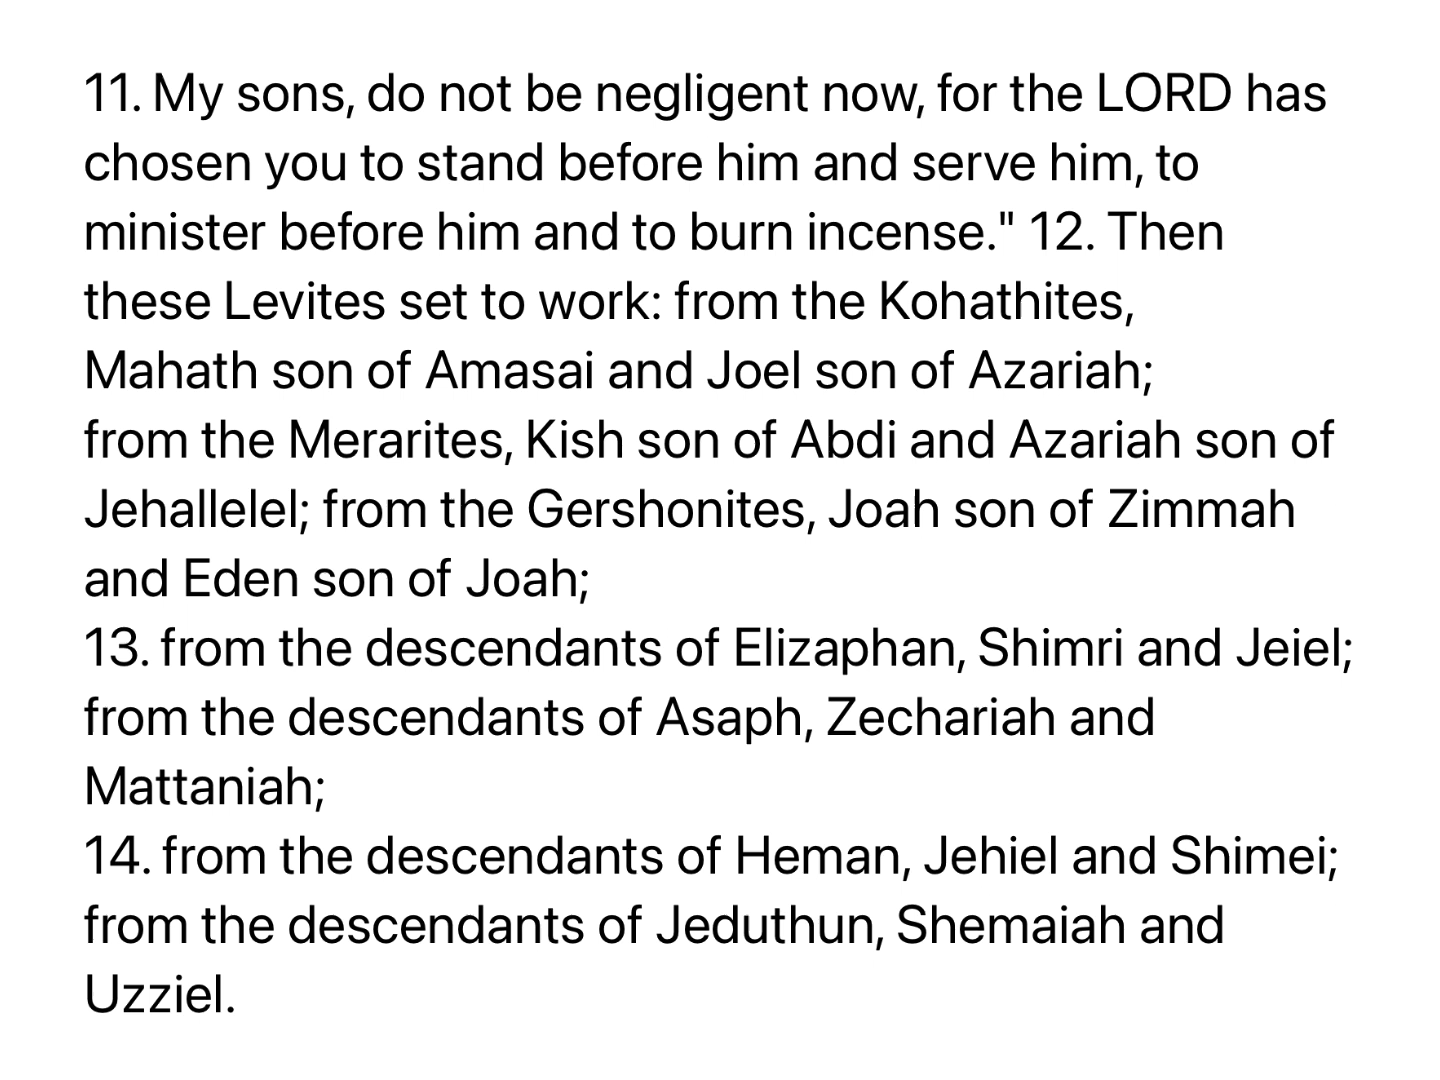 11. My sons, do not be negligent now, for the LORD has
chosen you to stand before him and serve him, to
minister before him and to burn incense." 12. Then
these Levites set to work: from the Kohathites,
Mahath son of Amasai and Joel son of Azariah;
from the Merarites, Kish son of Abdi and Azariah son of
Jehallelel; from the Gershonites, Joah son of Zimmah
and Eden son of Joah;
13. from the descendants of Elizaphan, Shimri and Jeiel;
from the descendants of Asaph, Zechariah and
Mattaniah;
14. from the descendants of Heman, Jehiel and Shimei;
from the descendants of Jeduthun, Shemaiah and
Uzziel.